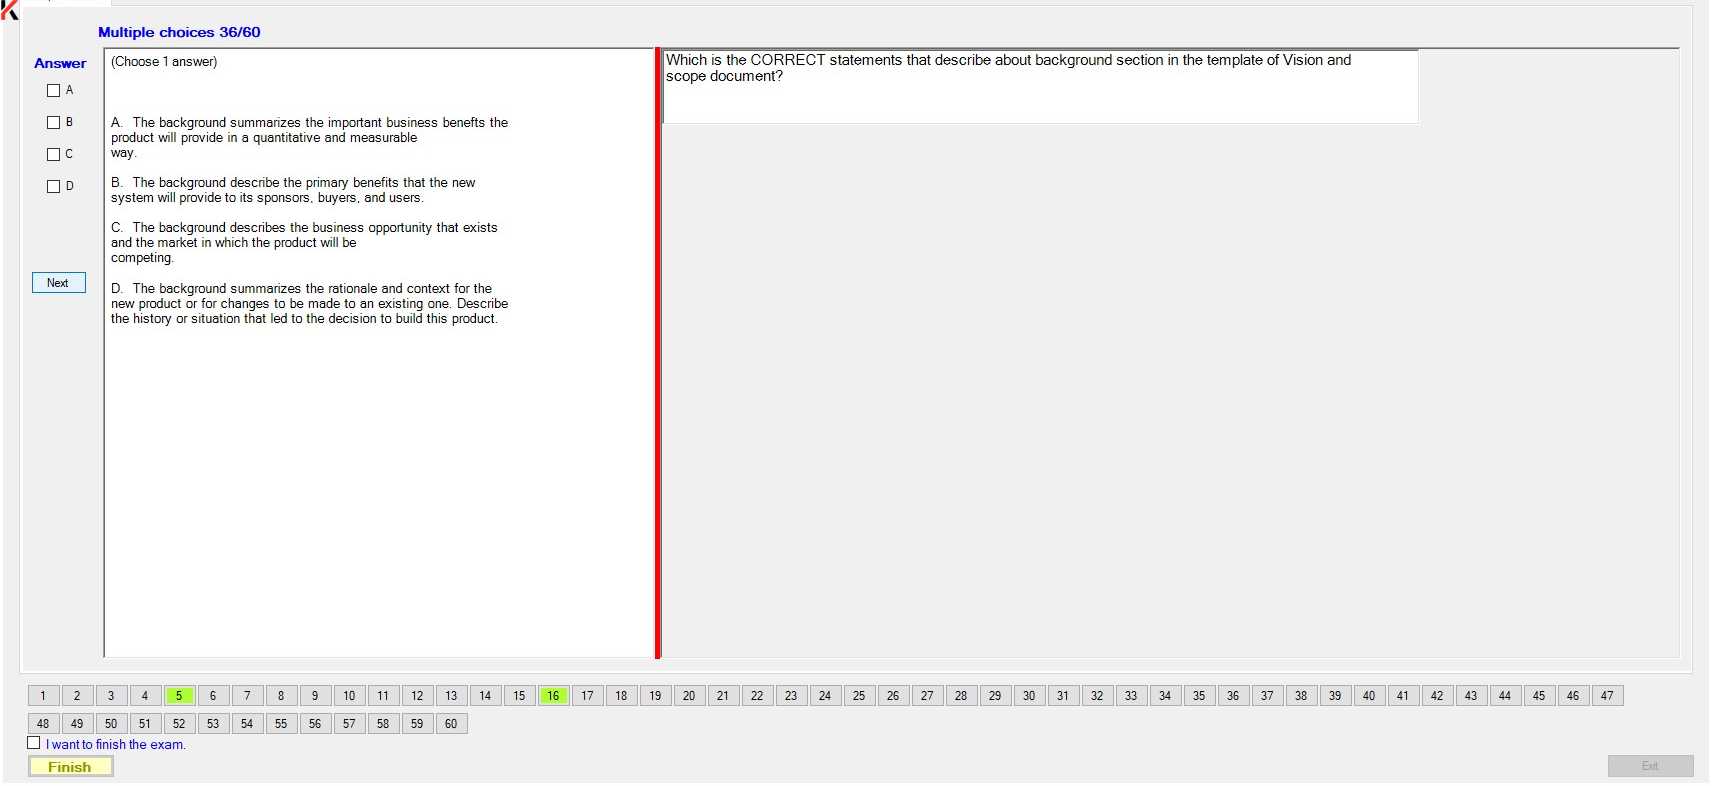 Multiple choices 36/60
Answer
A
B
C
D
Next
(Choose 1 answer)
A. The background summarizes the important business benefts the
product will provide in a quantitative and measurable
way.
B. The background describe the primary benefits that the new
system will provide to its sponsors, buyers, and users.
C. The background describes the business opportunity that exists
and the market in which the product will be
competing.
D. The background summarizes the rationale and context for the
new product or for changes to be made to an existing one. Describe
the history or situation that led to the decision to build this product.
Which is the CORRECT statements that describe about background section in the template of Vision and
scope document?
1 2 3 4 5 6 7 8 9 10 11 12 13 14 15 16 17 18 19 20 21 22 23 24 25 26 27 28 29 30 31 32 33 34 35 36 37 38 39 40 41 42 43 44 45 46 47
48 49 50 51 52 53 54 55 56 57 58 59 60
I want to finish the exam.
Finish
Exit